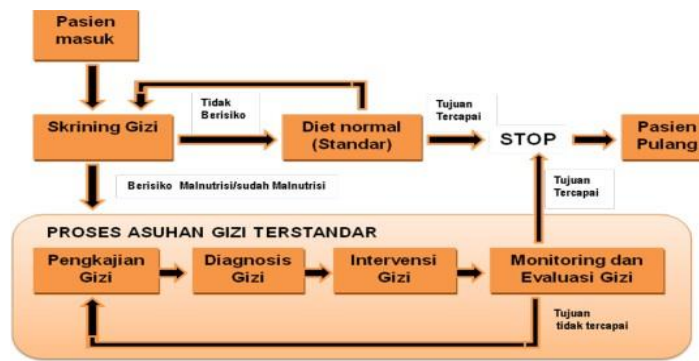 Pasien
masuk
Skrining Gizi
Tidak
Berisiko
Diet normal
(Standar)
Tujuan
Tercapai
STOP
Pasien
Pulang
Berisiko Malnutrisi/sudah Malnutrisi
Tujuan
Tercapai
PROSES ASUHAN GIZI TERSTANDAR
Pengkajian
Gizi
Diagnosis
Gizi
Intervensi
Gizi
Monitoring dan
Evaluasi Gizi
Tujuan
tidak tercapai